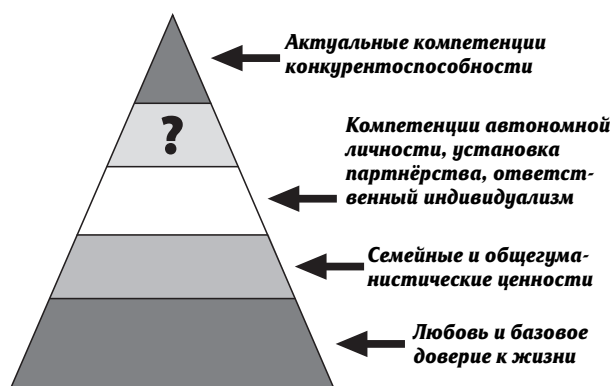 Актуальные компетенции
конкурентоспособности
?
Компетенции автономной
личности, установка
партнёрства, ответст-
венный индивидуализм
Семейные и общегума-
нистические ценности
Любовь и базовое
доверие к жизни